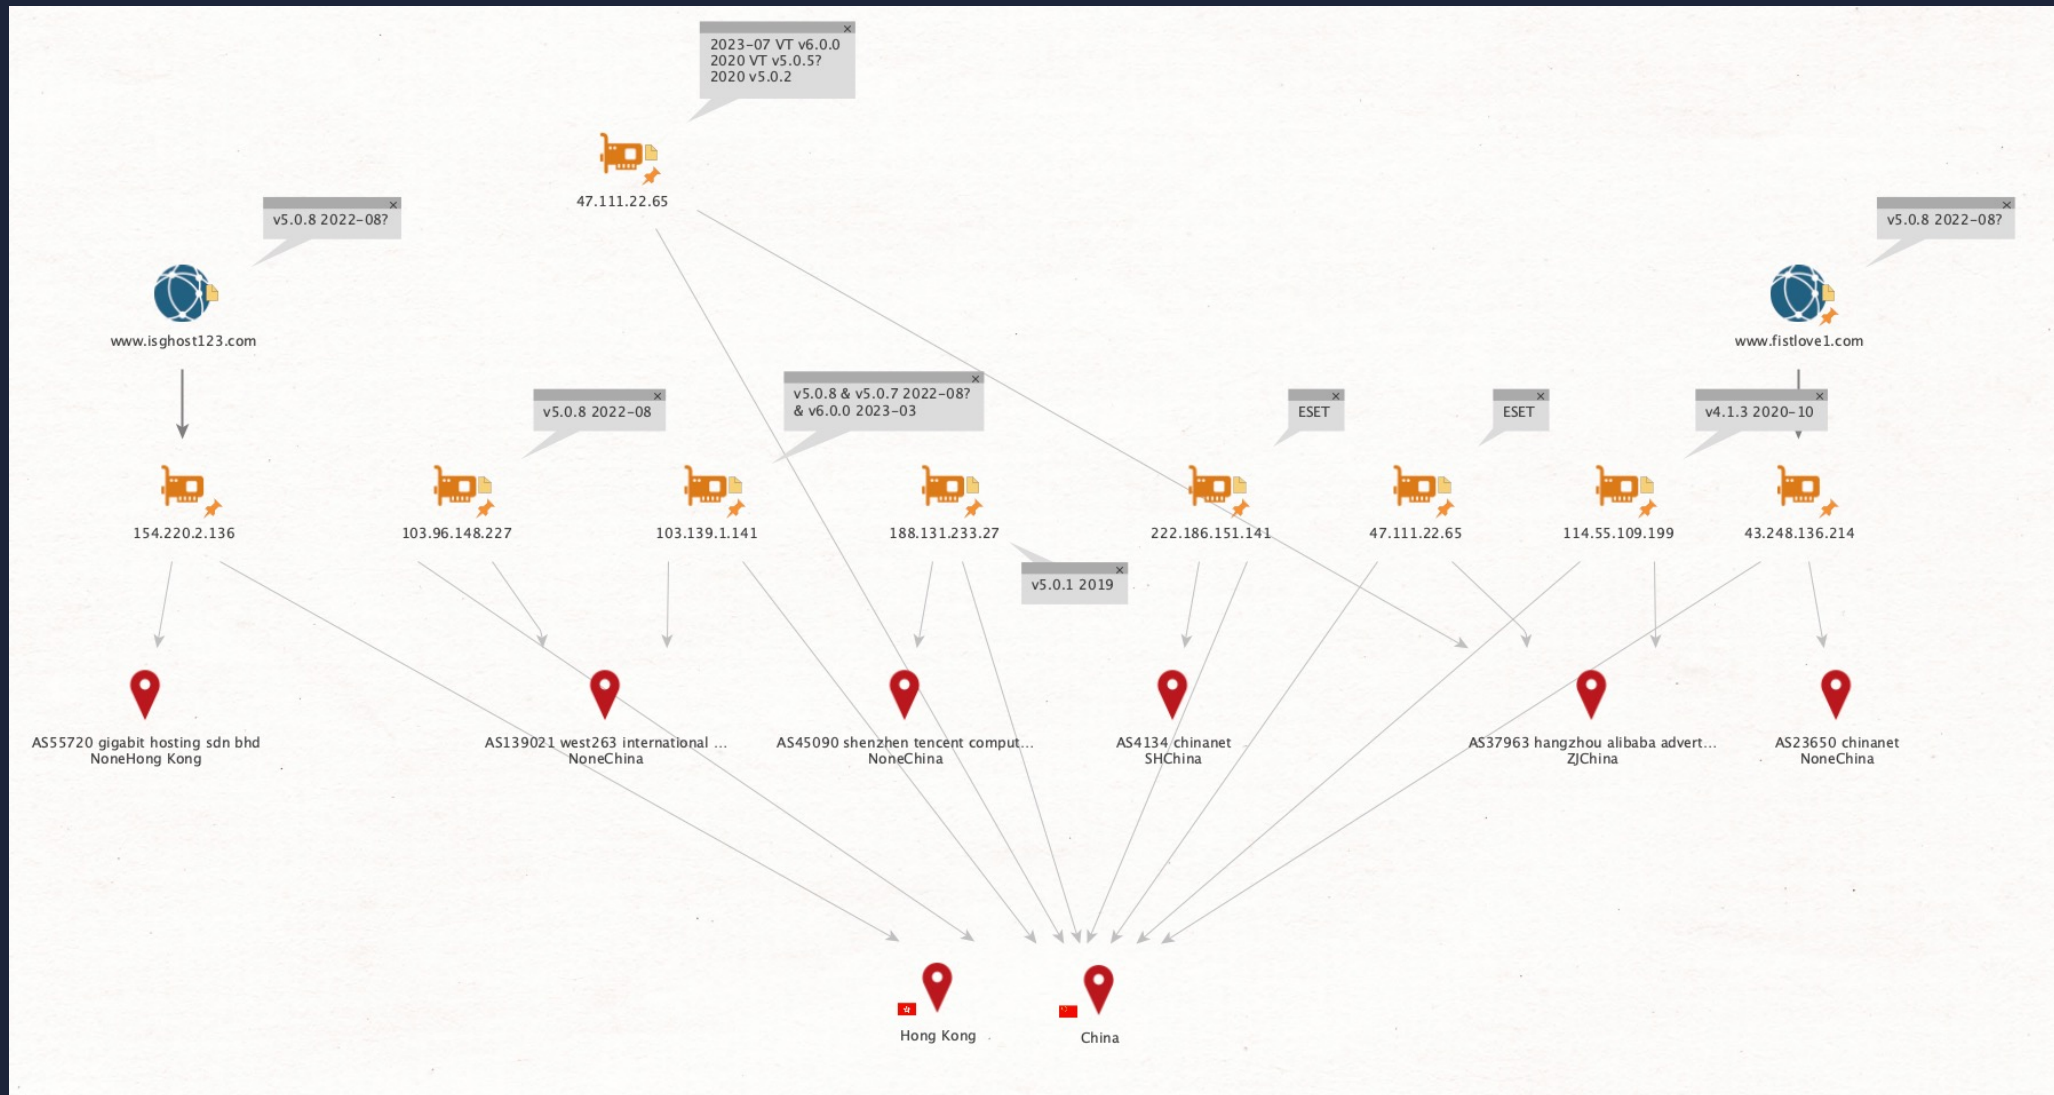 2023-07 VT v6.0.0
2020 VT v5.0.5?
2020 v5.0.2
47.111.22.65
v5.0.8 2022-08?
v5.0.8 2022-08?
www.isghost123.com
www.fistlove1.com
v5.0.8 2022-08
v5.0.8 & v5.0.7 2022-08?
& v6.0.0 2023-03
ESET
ESET
v4.1.3 2020-10
154.220.2.136
103.96.148.227
103.139.1.141
188.131.233.27
222.186.151.141
47.111.22.65
114.55.109.199
43.248.136.214
v5.0.1 2019
AS55720 gigabit hosting sdn bhd
NoneHong Kong
AS139021 west263 international ...
NoneChina
AS45090 shenzhen tencent comput...
NoneChina
AS4134 chinanet
SHChina
AS37963 hangzhou alibaba advert...
ZJChina
AS23650 chinanet
NoneChina
Hong Kong
China